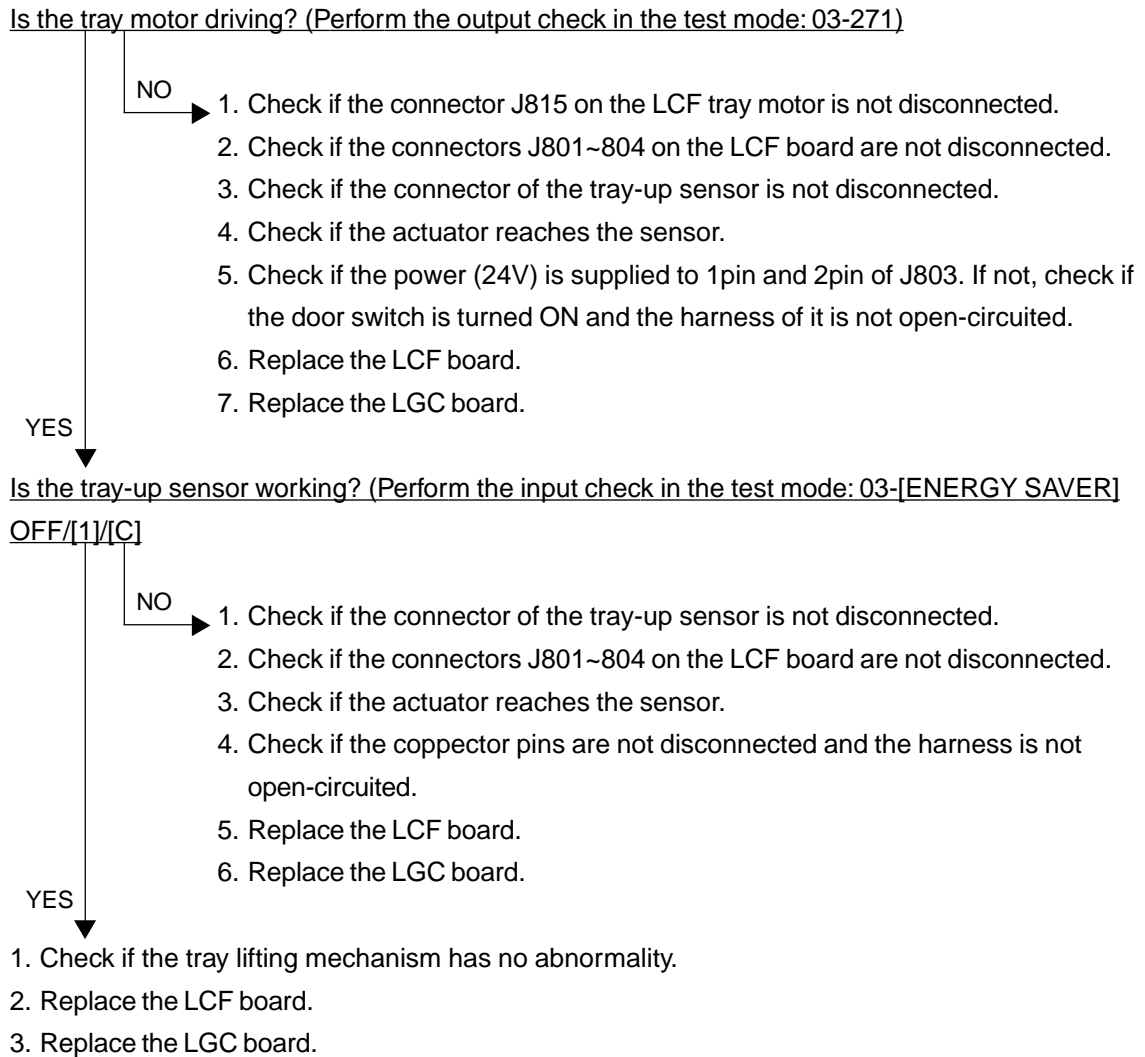 Is the tray motor driving? (Perform the output check in the test mode: 03-271)
NO
1. Check if the connector J815 on the LCF tray motor is not disconnected.
2. Check if the connectors J801~804 on the LCF board are not disconnected.
3. Check if the connector of the tray-up sensor is not disconnected.
4. Check if the actuator reaches the sensor.
5. Check if the power (24V) is supplied to 1pin and 2pin of J803. If not, check if
the door switch is turned ON and the harness of it is not open-circuited.
6. Replace the LCF board.
7. Replace the LGC board.
YES
Is the tray-up sensor working? (Perform the input check in the test mode: 03-[ENERGY SAVER]
OFF/[1]/[C]
NO
1. Check if the connector of the tray-up sensor is not disconnected.
2. Check if the connectors J801~804 on the LCF board are not disconnected.
3. Check if the actuator reaches the sensor.
4. Check if the coppector pins are not disconnected and the harness is not
open-circuited.
5. Replace the LCF board.
6. Replace the LGC board.
YES
1. Check if the tray lifting mechanism has no abnormality.
2. Replace the LCF board.
3. Replace the LGC board.